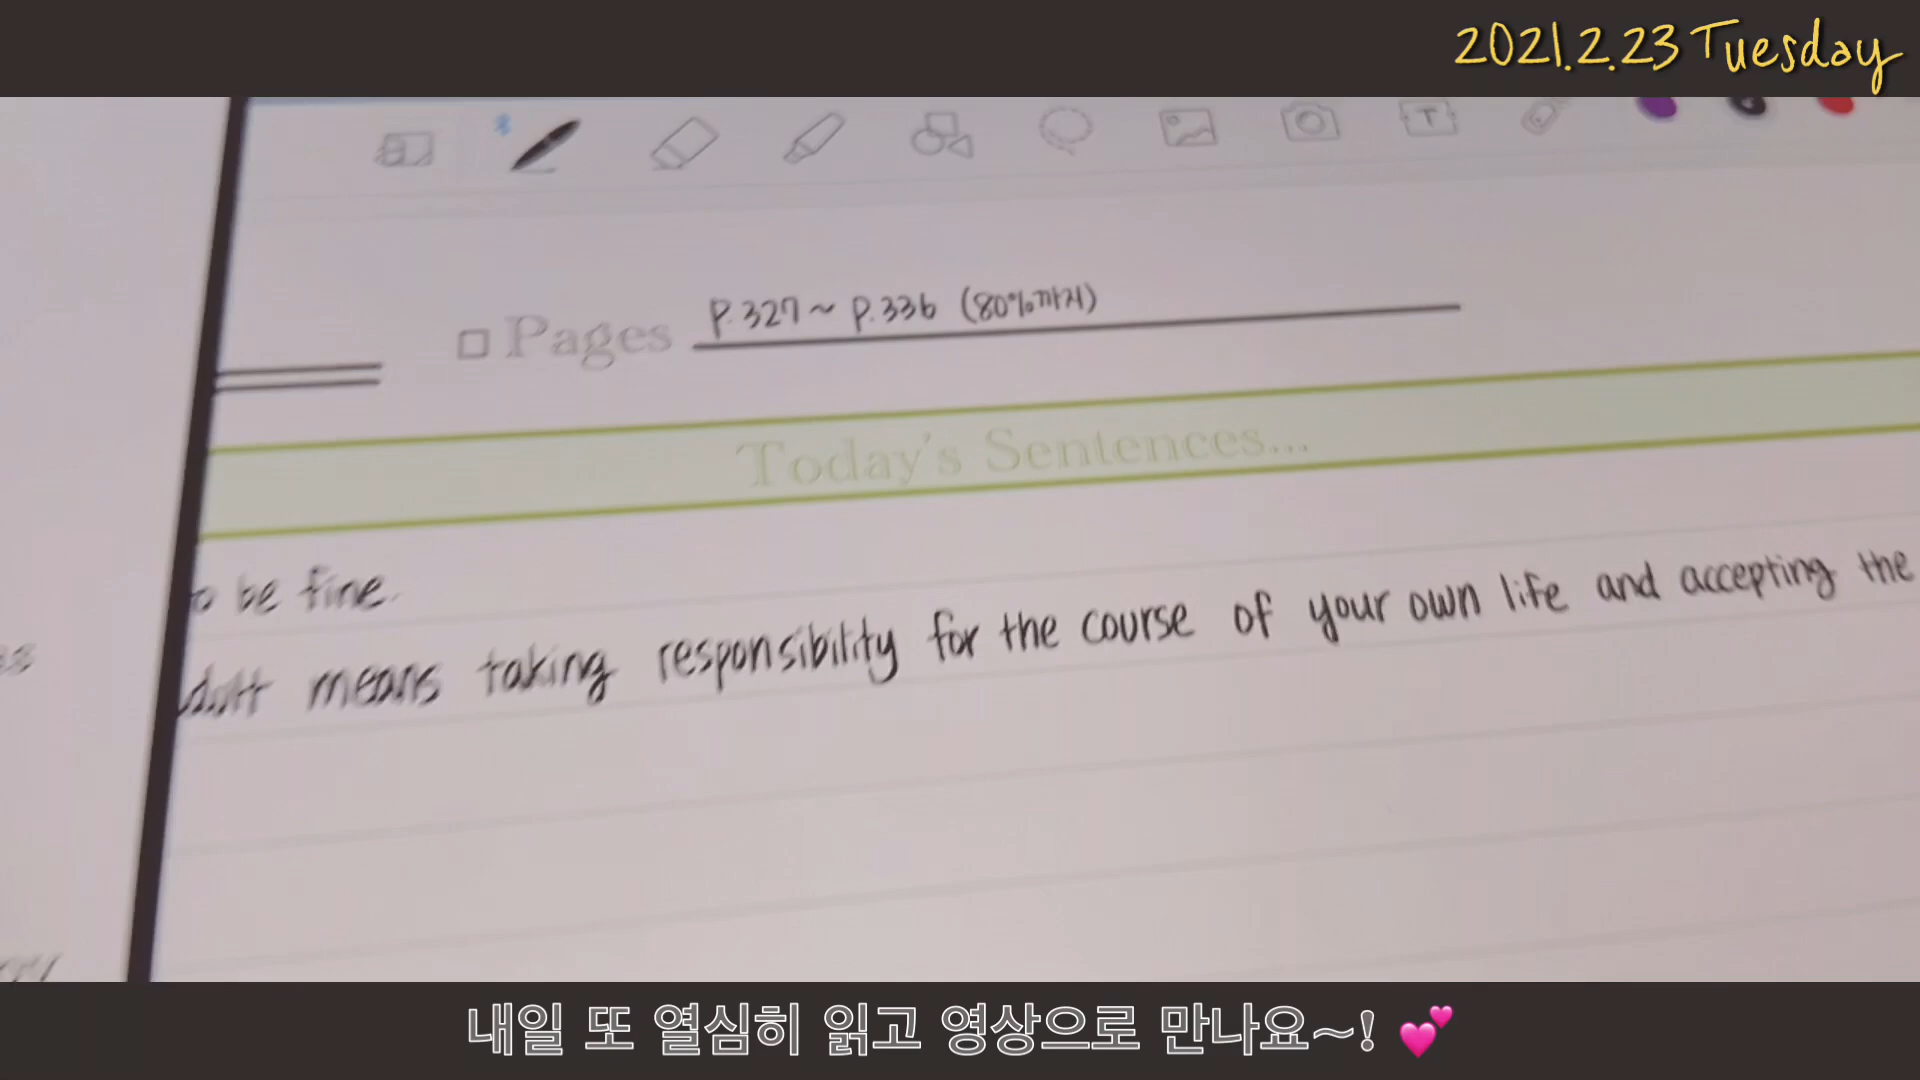 2021.2.23 Tuesday
Pages P.327 ~ P.336 (80%까지)
Today's Sentences...
be fine.
means taking responsibility for the course of your own life and accepting the
내일 또 열심히 읽고 영상으로 만나요~! 💕